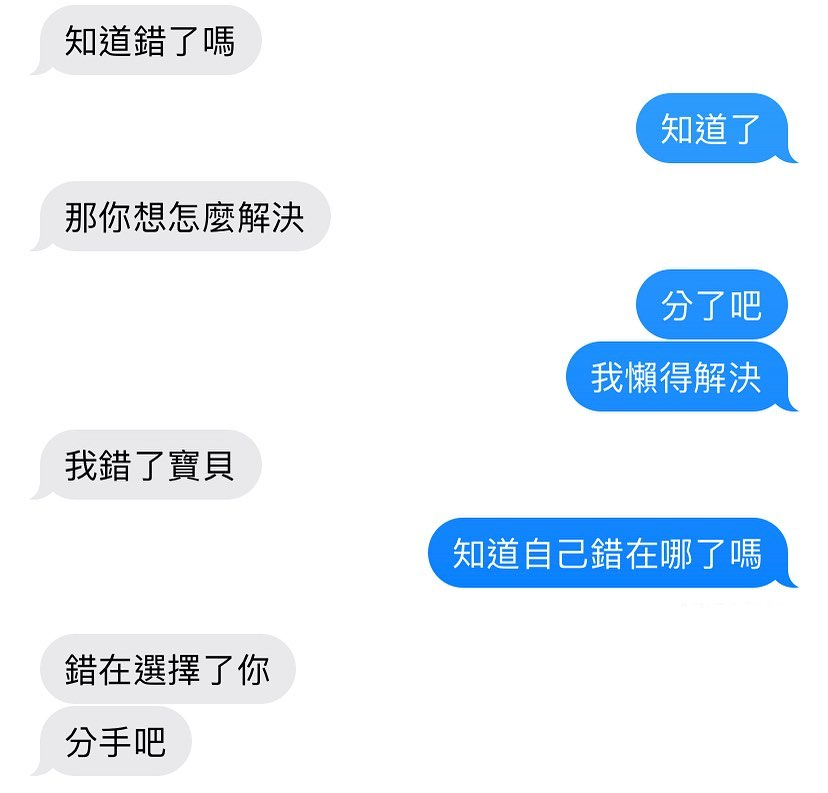 知道錯了嗎
知道了
那你想怎麼解決
分了吧
我懶得解決
我錯了寶貝
知道自己錯在哪了嗎
錯在選擇了你
分手吧